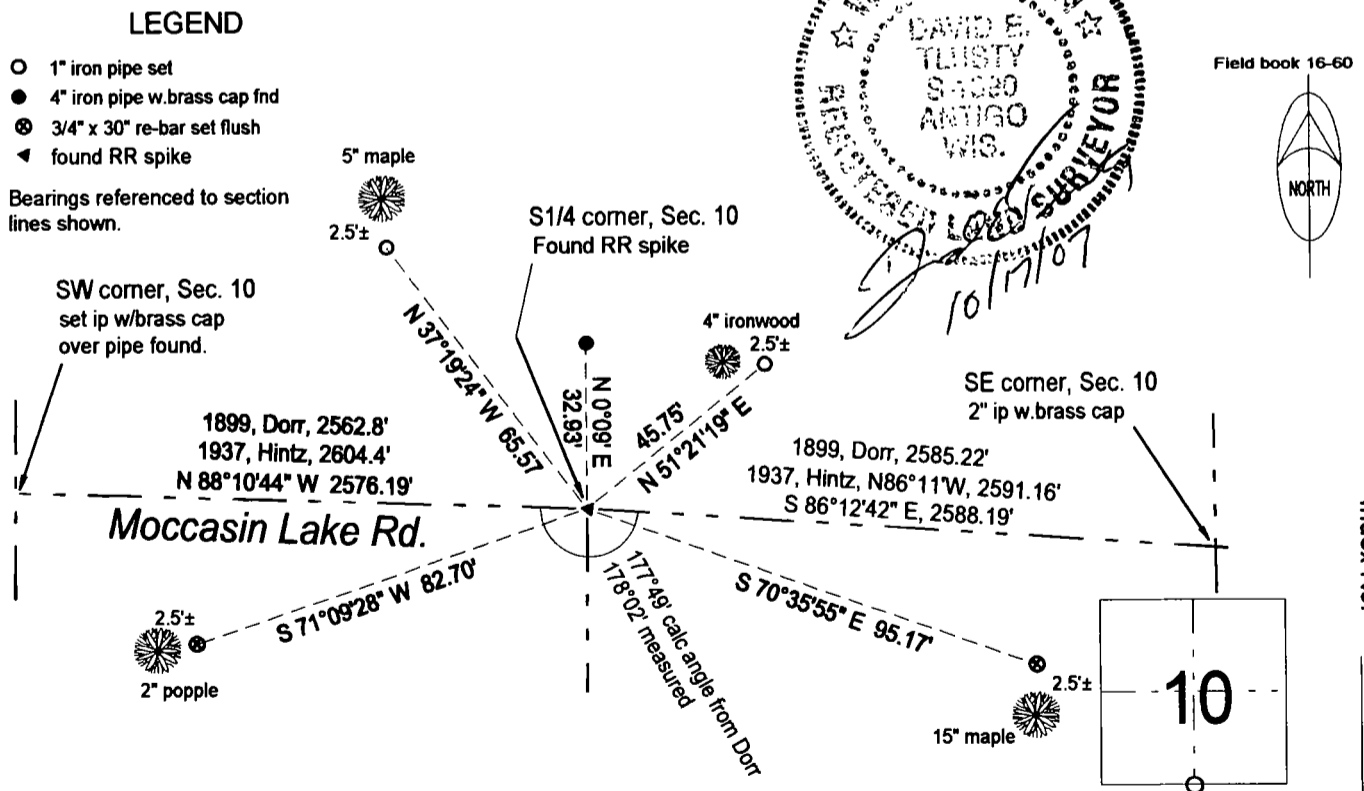 LEGEND
1" iron pipe set
4" iron pipe w.brass cap fnd
3/4" x 30" re-bar set flush
found RR spike
Bearings referenced to section
lines shown.
DAVID E.
TLUSTY
ANTIGO
WIS.
LAND SURVEYOR
10/17/07
Field book 16-60
NORTH
5" maple
2.5'±
S1/4 corner, Sec. 10
Found RR spike
SW corner, Sec. 10
set ip w/brass cap
over pipe found.
N 37°19'24" W 65.57
N 0°09' E
32.93'
4" ironwood
2.5'±
45.75'
N 51°21'19" E
SE corner, Sec. 10
2" ip w.brass cap
1899, Dorr, 2562.8'
1937, Hintz, 2604.4'
N 88°10'44" W 2576.19'
1899, Dorr, 2585.22'
1937, Hintz, N86°11'W, 2591.16'
S 86°12'42" E, 2588.19'
Moccasin Lake Rd.
S 71°09'28" W 82.70'
2.5'±
2" popple
177°49' calc angle from Dorr
178°02' measured
S 70°35'55" E 95.17'
2.5'±
15" maple
10